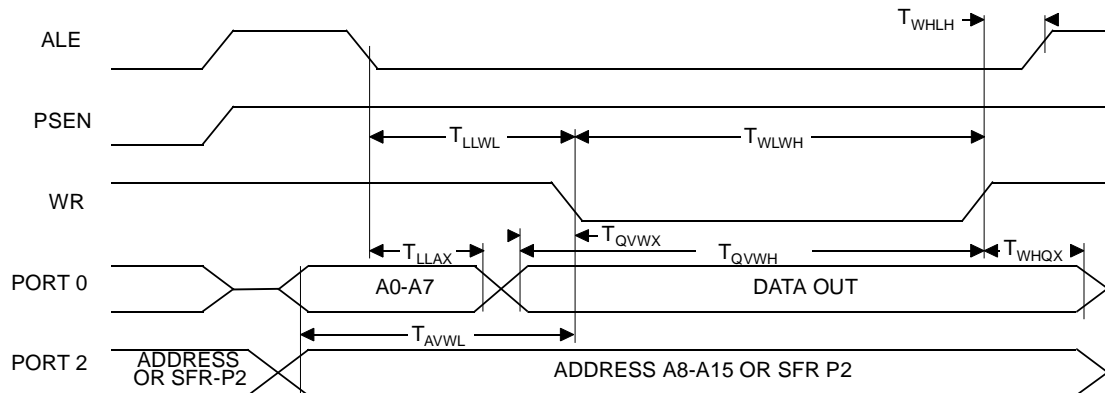 ALE
T_WHLH
PSEN
T_LLWL
T_WLWH
WR
T_QVWX
T_LLAX
T_QVWH
T_WHQX
PORT 0
A0-A7
DATA OUT
T_AVWL
PORT 2
ADDRESS
OR SFR-P2
ADDRESS A8-A15 OR SFR P2